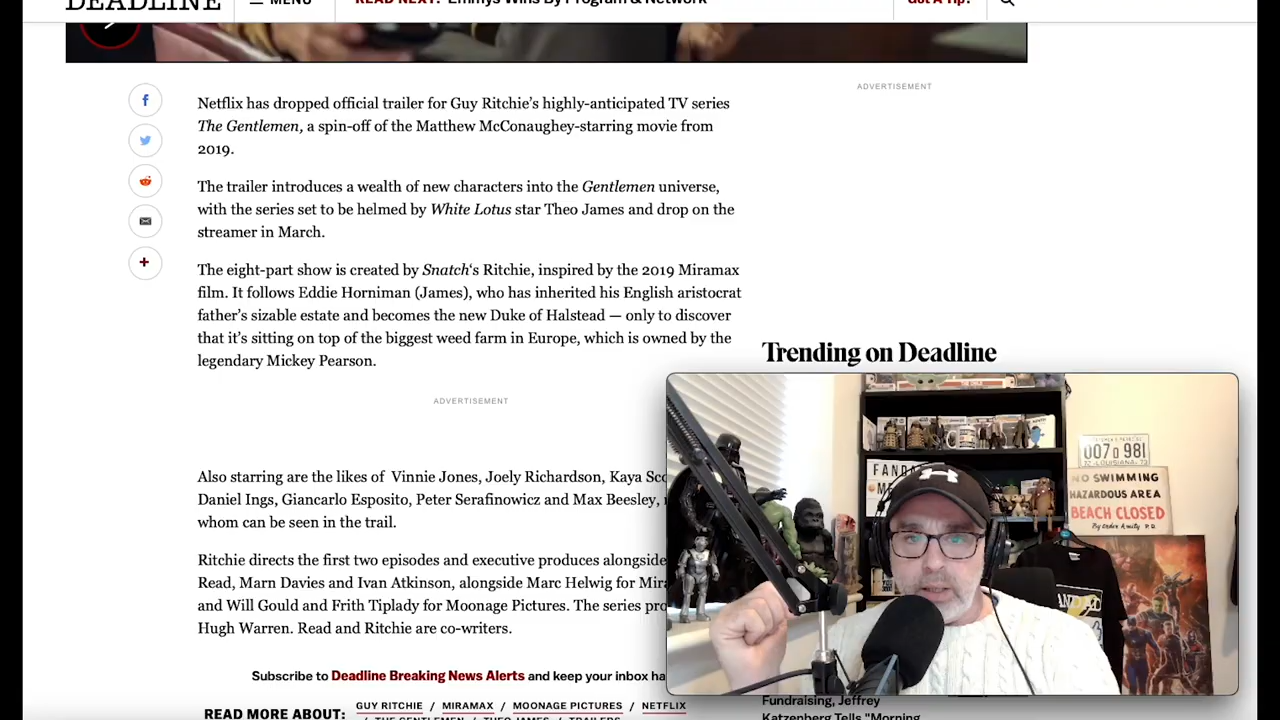 DEADLINE
MENU
READ NEXT: Emmys Wins By Program & Network
Got A Tip?
ADVERTISEMENT
Netflix has dropped official trailer for Guy Ritchie’s highly-anticipated TV series
The Gentlemen, a spin-off of the Matthew McConaughey-starring movie from
2019.
The trailer introduces a wealth of new characters into the Gentlemen universe,
with the series set to be helmed by White Lotus star Theo James and drop on the
streamer in March.
The eight-part show is created by Snatch‘s Ritchie, inspired by the 2019 Miramax
film. It follows Eddie Horniman (James), who has inherited his English aristocrat
father’s sizable estate and becomes the new Duke of Halstead — only to discover
that it’s sitting on top of the biggest weed farm in Europe, which is owned by the
legendary Mickey Pearson.
ADVERTISEMENT
Also starring are the likes of Vinnie Jones, Joely Richardson, Kaya Sco
Daniel Ings, Giancarlo Esposito, Peter Serafinowicz and Max Beesley,
whom can be seen in the trail.
Ritchie directs the first two episodes and executive produces alongside
Read, Marn Davies and Ivan Atkinson, alongside Marc Helwig for Mira
and Will Gould and Frith Tiplady for Moonage Pictures. The series pro
Hugh Warren. Read and Ritchie are co-writers.
Subscribe to Deadline Breaking News Alerts and keep your inbox ha
READ MORE ABOUT:
GUY RITCHIE / MIRAMAX / MOONAGE PICTURES / NETFLIX
/ THE GENTLEMEN / THEO JAMES / TRAILERS
Trending on Deadline
007 981
NO SWIMMING
HAZARDOUS AREA
BEACH CLOSED
FANDA
Fundraising, Jeffrey
Katzenberg Tells "Morning